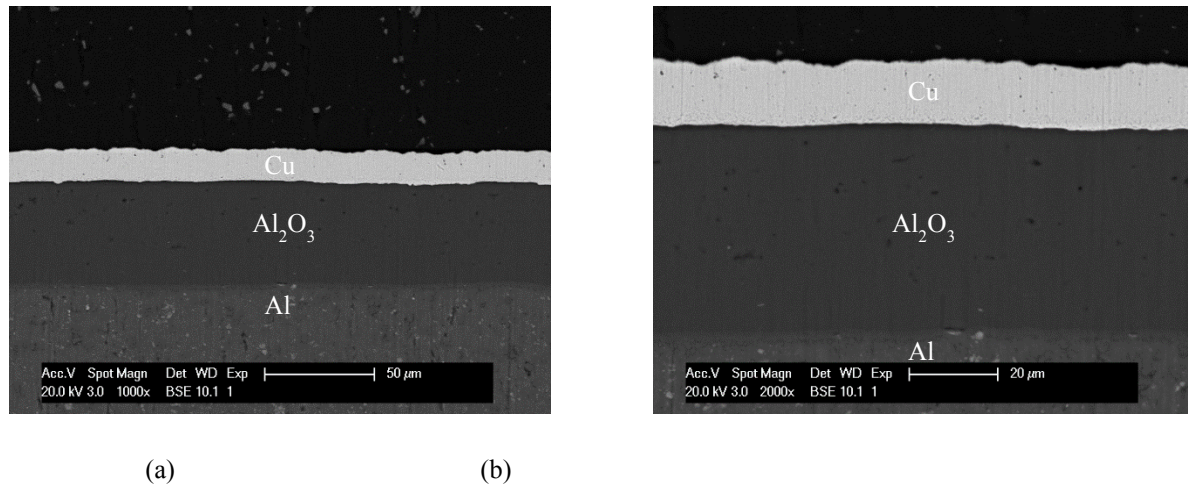 Cu
Al₂O₃
Al
Acc.V Spot Magn Det WD Exp 50 μm
20.0 kV 3.0 1000x BSE 10.1 1
Cu
Al₂O₃
Al
Acc.V Spot Magn Det WD Exp 20 μm
20.0 kV 3.0 2000x BSE 10.1 1
(a) (b)